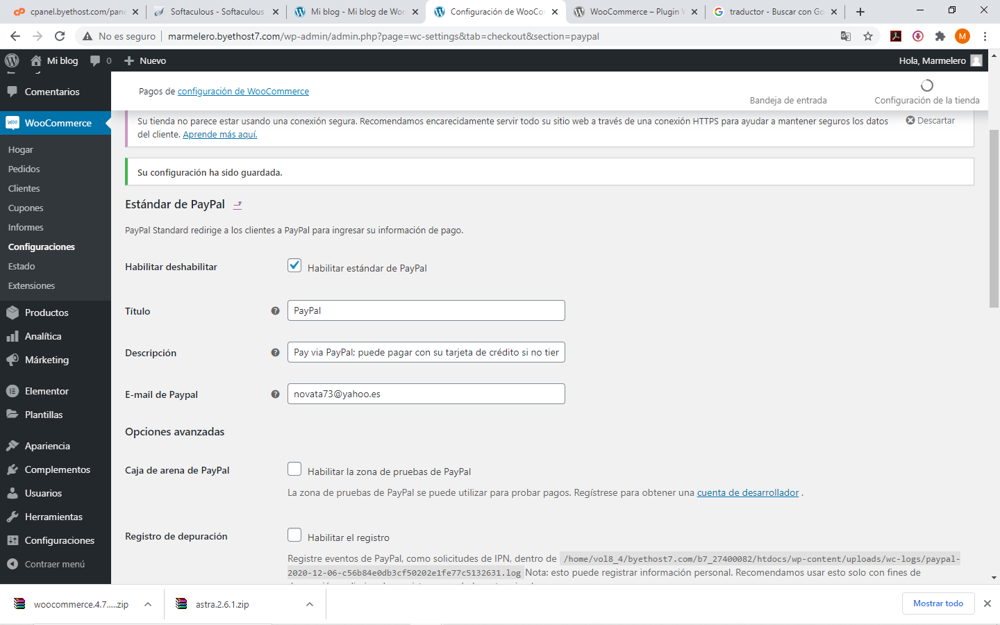 cpanel.byethost.com/pan
Softaculous - Softaculous
Mi blog - Mi blog de Wor
Configuración de WooCo
WooCommerce – Plugin
traductor - Buscar con Go
No es seguro
marmelero.byethost7.com/wp-admin/admin.php?page=wc-settings&tab=checkout&section=paypal
M
Mi blog
0
Nuevo
Hola, Marmelero
Comentarios
WooCommerce
Hogar
Pedidos
Clientes
Cupones
Informes
Configuraciones
Estado
Extensiones
Productos
Analítica
Márketing
Elementor
Plantillas
Apariencia
Complementos
Usuarios
Herramientas
Configuraciones
Contraer menú
Pagos de configuración de WooCommerce
Bandeja de entrada
Configuración de la tienda
Su tienda no parece estar usando una conexión segura. Recomendamos encarecidamente servir todo su sitio web a través de una conexión HTTPS para ayudar a mantener seguros los datos
del cliente. Aprende más aquí.
Descartar
Su configuración ha sido guardada.
Estándar de PayPal
PayPal Standard redirige a los clientes a PayPal para ingresar su información de pago.
Habilitar deshabilitar
Habilitar estándar de PayPal
Título
PayPal
Descripción
Pay via PayPal; puede pagar con su tarjeta de crédito si no tier
E-mail de Paypal
novata73@yahoo.es
Opciones avanzadas
Caja de arena de PayPal
Habilitar la zona de pruebas de PayPal
La zona de pruebas de PayPal se puede utilizar para probar pagos. Regístrese para obtener una cuenta de desarrollador .
Registro de depuración
Habilitar el registro
Registre eventos de PayPal, como solicitudes de IPN, dentro de /home/vol8_4/byethost7.com/b7_27400082/htdocs/wp-content/uploads/wc-logs/paypal-
2020-12-06-c56b84e0db3cf50202e1fe77c5132631.log Nota: esto puede registrar información personal. Recomendamos usar esto solo con fines de
woocommerce.4.7.....zip
astra.2.6.1.zip
Mostrar todo